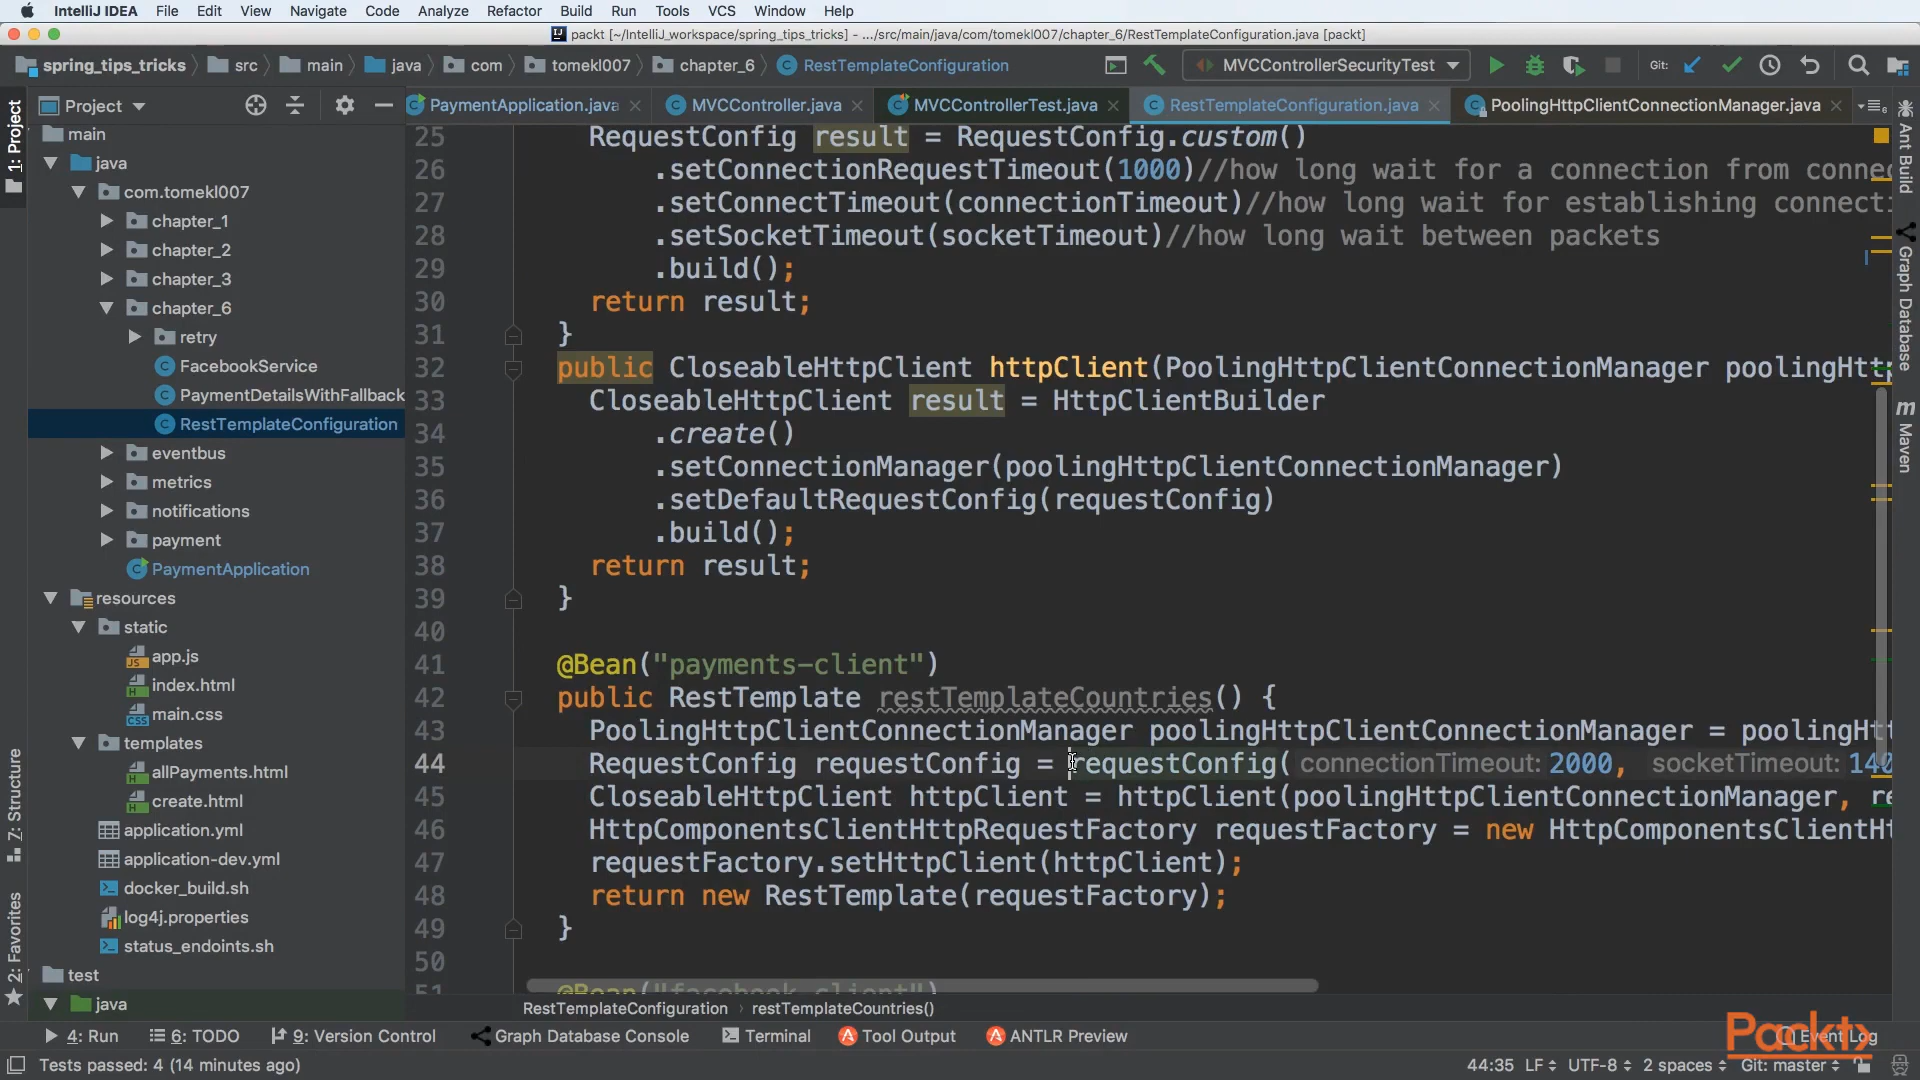 IntelliJ IDEA File Edit View Navigate Code Analyze Refactor Build Run Tools VCS Window Help
packt [~/IntelliJ_workspace/spring_tips_tricks] - .../src/main/java/com/tomekl007/chapter_6/RestTemplateConfiguration.java [packt]
spring_tips_tricks src main java com tomekl007 chapter_6 RestTemplateConfiguration MVCControllerSecurityTest Git:
Project PaymentApplication.java MVCController.java MVCControllerTest.java RestTemplateConfiguration.java PoolingHttpClientConnectionManager.java
1: Project
7: Structure
2: Favorites
main
java
com.tomekl007
chapter_1
chapter_2
chapter_3
chapter_6
retry
FacebookService
PaymentDetailsWithFallback
RestTemplateConfiguration
eventbus
metrics
notifications
payment
PaymentApplication
resources
static
app.js
index.html
main.css
templates
allPayments.html
create.html
application.yml
application-dev.yml
docker_build.sh
log4j.properties
status_endoints.sh
test
java
25 RequestConfig result = RequestConfig.custom()
26 .setConnectionRequestTimeout(1000)//how long wait for a connection from conne
27 .setConnectTimeout(connectionTimeout)//how long wait for establishing connecti
28 .setSocketTimeout(socketTimeout)//how long wait between packets
29 .build();
30 return result;
31 }
32 public CloseableHttpClient httpClient(PoolingHttpClientConnectionManager poolingHtt
33 CloseableHttpClient result = HttpClientBuilder
34 .create()
35 .setConnectionManager(poolingHttpClientConnectionManager)
36 .setDefaultRequestConfig(requestConfig)
37 .build();
38 return result;
39 }
40
41 @Bean("payments-client")
42 public RestTemplate restTemplateCountries() {
43 PoolingHttpClientConnectionManager poolingHttpClientConnectionManager = poolingHt
44 RequestConfig requestConfig = requestConfig( connectionTimeout: 2000, socketTimeout: 140
45 CloseableHttpClient httpClient = httpClient(poolingHttpClientConnectionManager, re
46 HttpComponentsClientHttpRequestFactory requestFactory = new HttpComponentsClientHt
47 requestFactory.setHttpClient(httpClient);
48 return new RestTemplate(requestFactory);
49 }
50
51 @Bean("facebook-client")
Ant Build
Graph Database
m Maven
RestTemplateConfiguration › restTemplateCountries()
4: Run 6: TODO 9: Version Control Graph Database Console Terminal Tool Output ANTLR Preview Event Log
Packt
Tests passed: 4 (14 minutes ago) 44:35 LF UTF-8 2 spaces Git: master